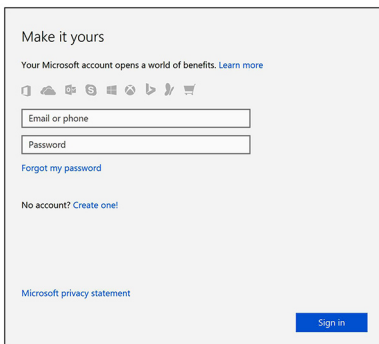 Make it yours
Your Microsoft account opens a world of benefits. Learn more
Email or phone
Password
Forgot my password
No account? Create one!
Microsoft privacy statement
Sign in